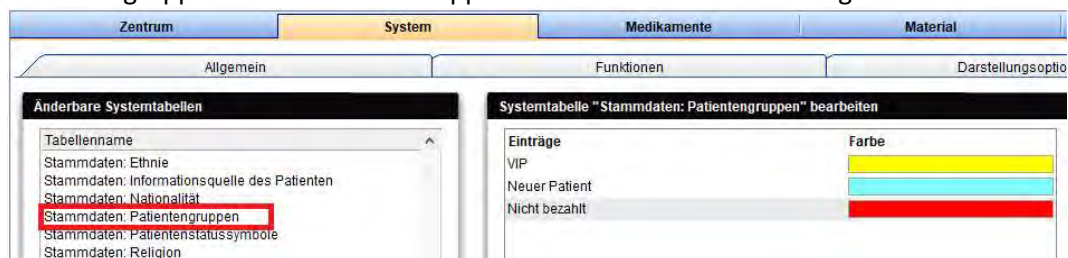 Zentrum System Medikamente Material
Allgemein Funktionen
Änderbare Systemtabellen
Tabellenname
Stammdaten: Ethnie
Stammdaten: Informationsquelle des Patienten
Stammdaten: Nationalität
Stammdaten: Patientengruppen
Stammdaten: Patientenstatussymbole
Stammdaten: Religion
Systemtabelle "Stammdaten: Patientengruppen" bearbeiten
Einträge Farbe
VIP
Neuer Patient
Nicht bezahlt